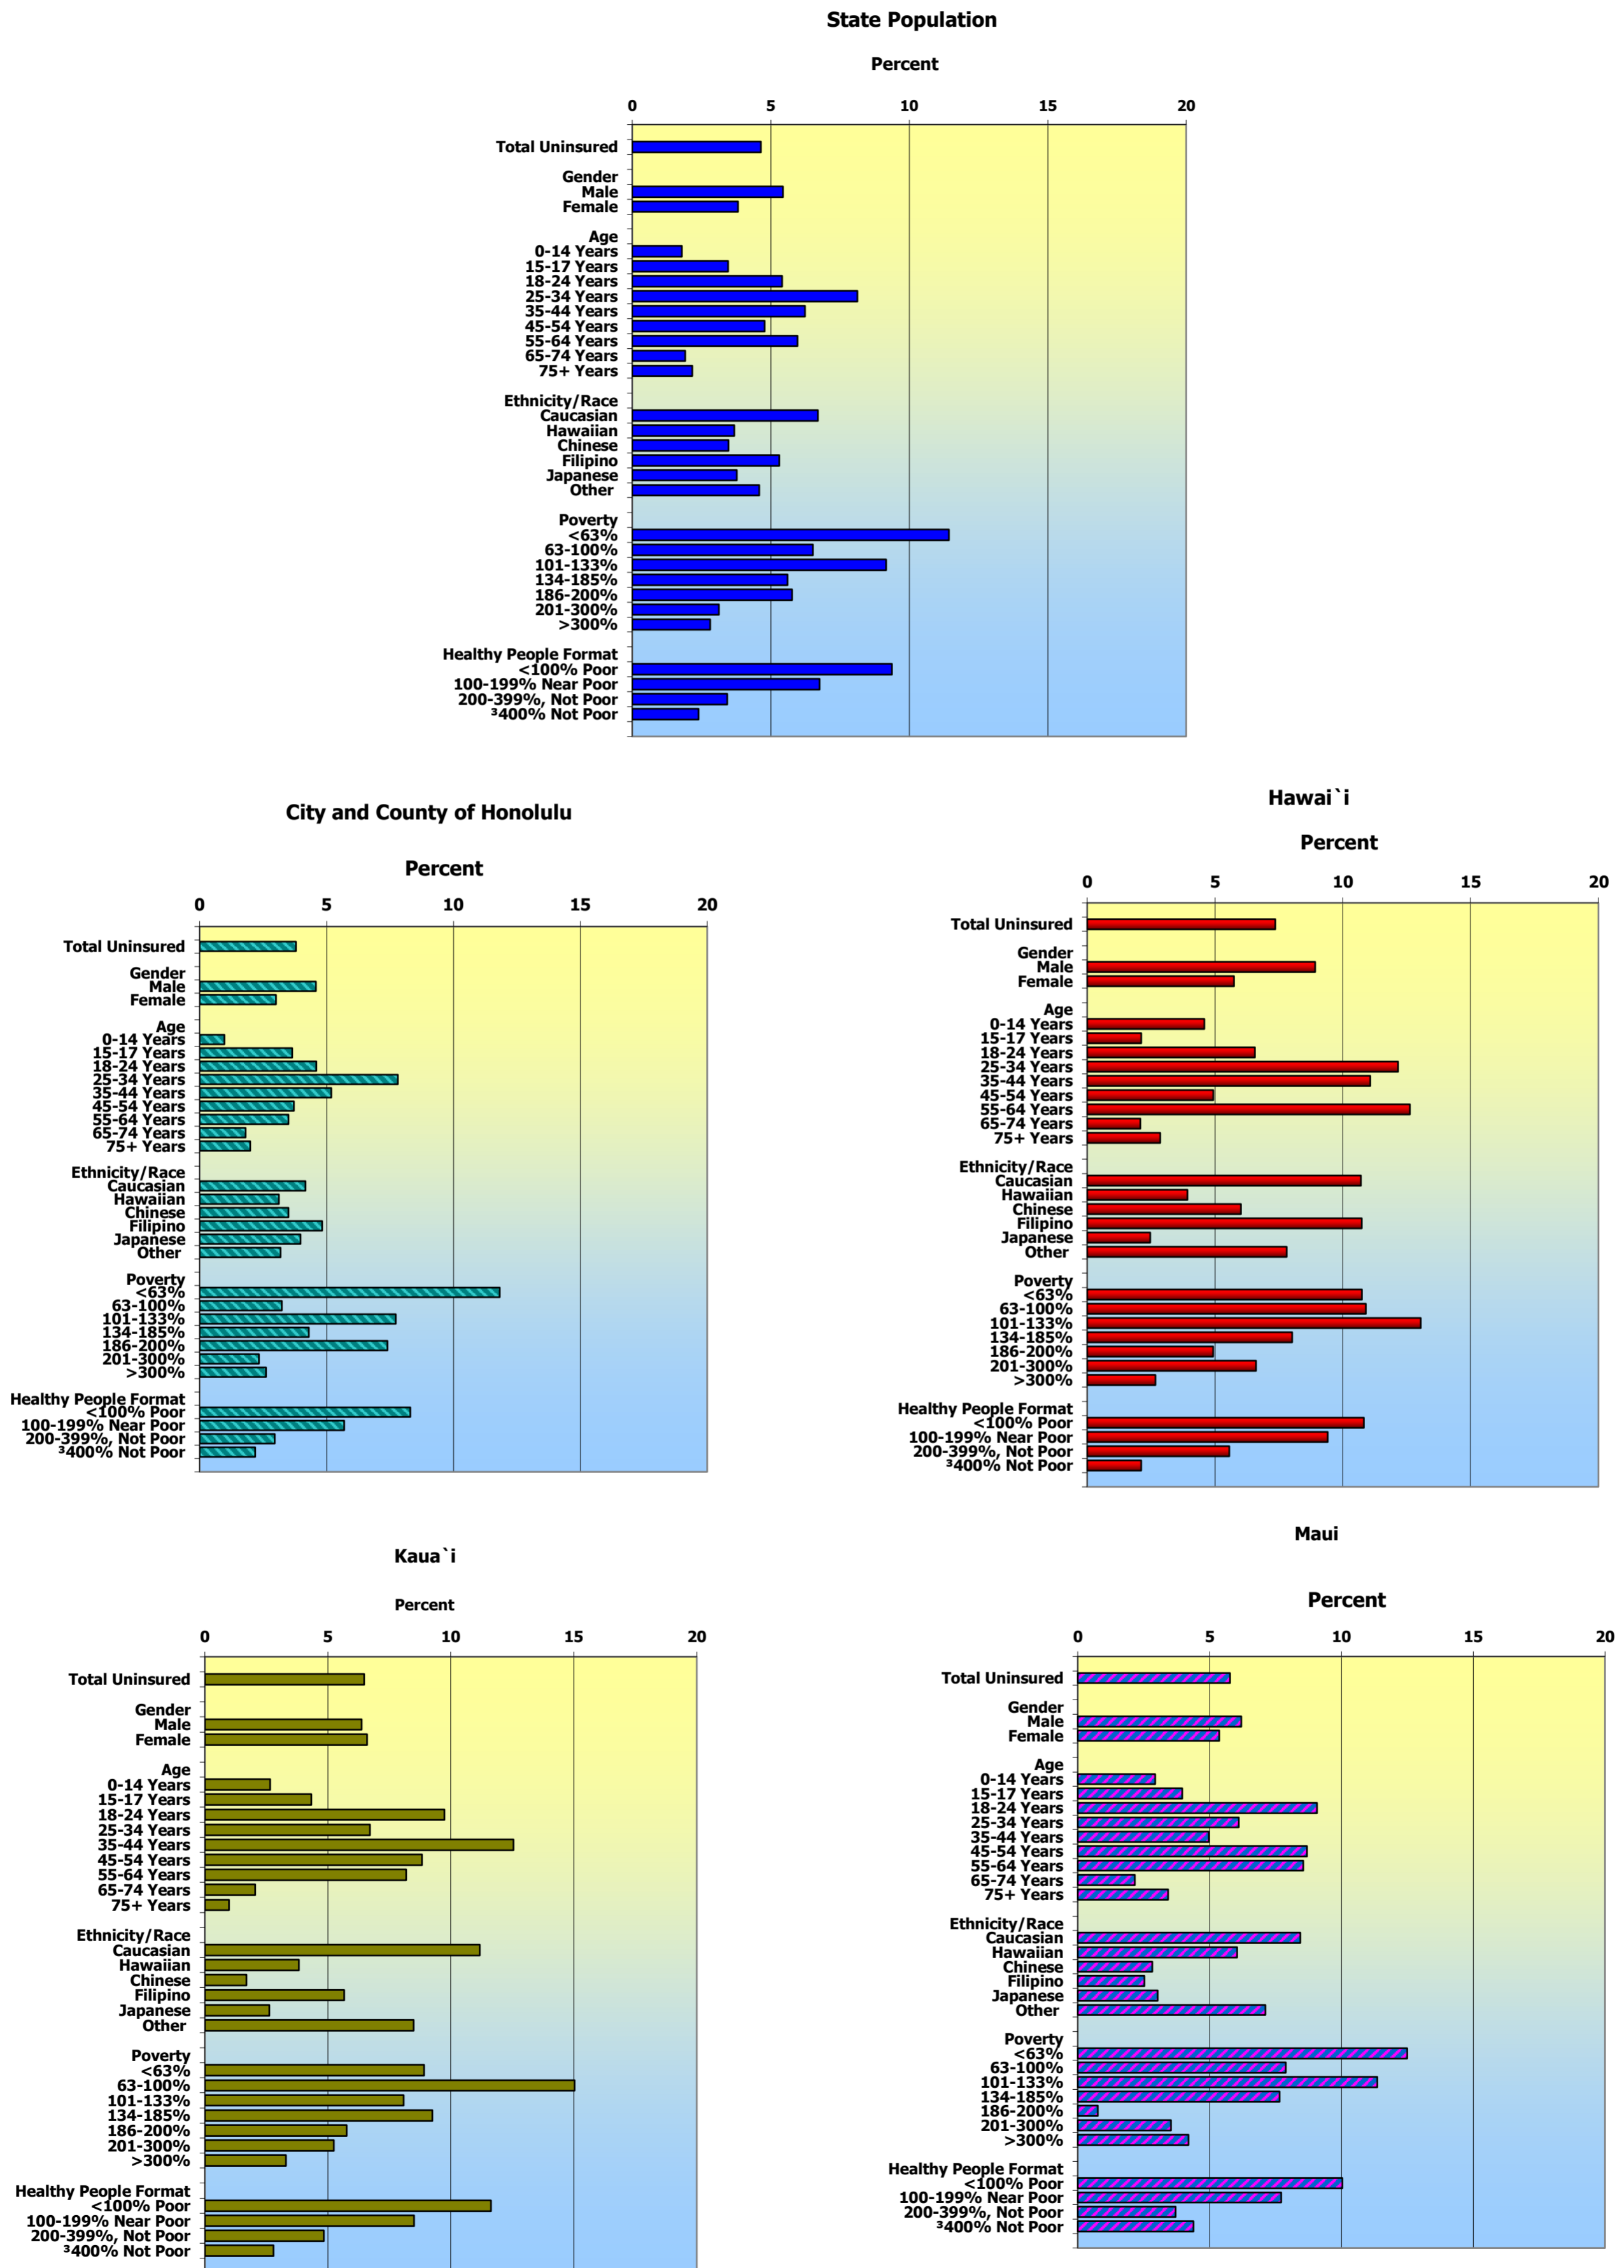 State Population
Percent
0 5 10 15 20
Total Uninsured
Gender
Male
Female
Age
0-14 Years
15-17 Years
18-24 Years
25-34 Years
35-44 Years
45-54 Years
55-64 Years
65-74 Years
75+ Years
Ethnicity/Race
Caucasian
Hawaiian
Chinese
Filipino
Japanese
Other
Poverty
<63%
63-100%
101-133%
134-185%
186-200%
201-300%
>300%
Healthy People Format
<100% Poor
100-199% Near Poor
200-399%, Not Poor
³400% Not Poor
City and County of Honolulu
Percent
0 5 10 15 20
Total Uninsured
Gender
Male
Female
Age
0-14 Years
15-17 Years
18-24 Years
25-34 Years
35-44 Years
45-54 Years
55-64 Years
65-74 Years
75+ Years
Ethnicity/Race
Caucasian
Hawaiian
Chinese
Filipino
Japanese
Other
Poverty
<63%
63-100%
101-133%
134-185%
186-200%
201-300%
>300%
Healthy People Format
<100% Poor
100-199% Near Poor
200-399%, Not Poor
³400% Not Poor
Hawai`i
Percent
0 5 10 15 20
Total Uninsured
Gender
Male
Female
Age
0-14 Years
15-17 Years
18-24 Years
25-34 Years
35-44 Years
45-54 Years
55-64 Years
65-74 Years
75+ Years
Ethnicity/Race
Caucasian
Hawaiian
Chinese
Filipino
Japanese
Other
Poverty
<63%
63-100%
101-133%
134-185%
186-200%
201-300%
>300%
Healthy People Format
<100% Poor
100-199% Near Poor
200-399%, Not Poor
³400% Not Poor
Kaua`i
Percent
0 5 10 15 20
Total Uninsured
Gender
Male
Female
Age
0-14 Years
15-17 Years
18-24 Years
25-34 Years
35-44 Years
45-54 Years
55-64 Years
65-74 Years
75+ Years
Ethnicity/Race
Caucasian
Hawaiian
Chinese
Filipino
Japanese
Other
Poverty
<63%
63-100%
101-133%
134-185%
186-200%
201-300%
>300%
Healthy People Format
<100% Poor
100-199% Near Poor
200-399%, Not Poor
³400% Not Poor
Maui
Percent
0 5 10 15 20
Total Uninsured
Gender
Male
Female
Age
0-14 Years
15-17 Years
18-24 Years
25-34 Years
35-44 Years
45-54 Years
55-64 Years
65-74 Years
75+ Years
Ethnicity/Race
Caucasian
Hawaiian
Chinese
Filipino
Japanese
Other
Poverty
<63%
63-100%
101-133%
134-185%
186-200%
201-300%
>300%
Healthy People Format
<100% Poor
100-199% Near Poor
200-399%, Not Poor
³400% Not Poor